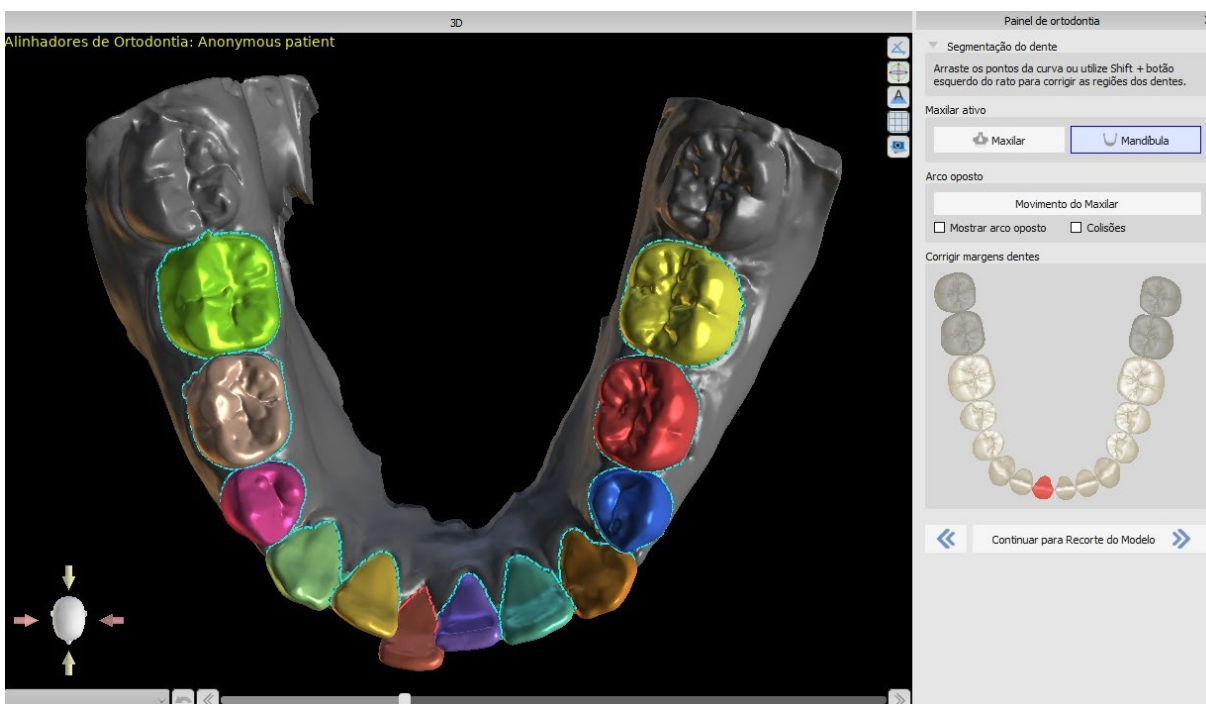 3D
Painel de ortodontia
Alinhadores de Ortodontia: Anonymous patient
Segmentação do dente
Arraste os pontos da curva ou utilize Shift + botão
esquerdo do rato para corrigir as regiões dos dentes.
Maxilar ativo
Maxilar
Mandíbula
Arco oposto
Movimento do Maxilar
Mostrar arco oposto
Colisões
Corrigir margens dentes
Continuar para Recorte do Modelo